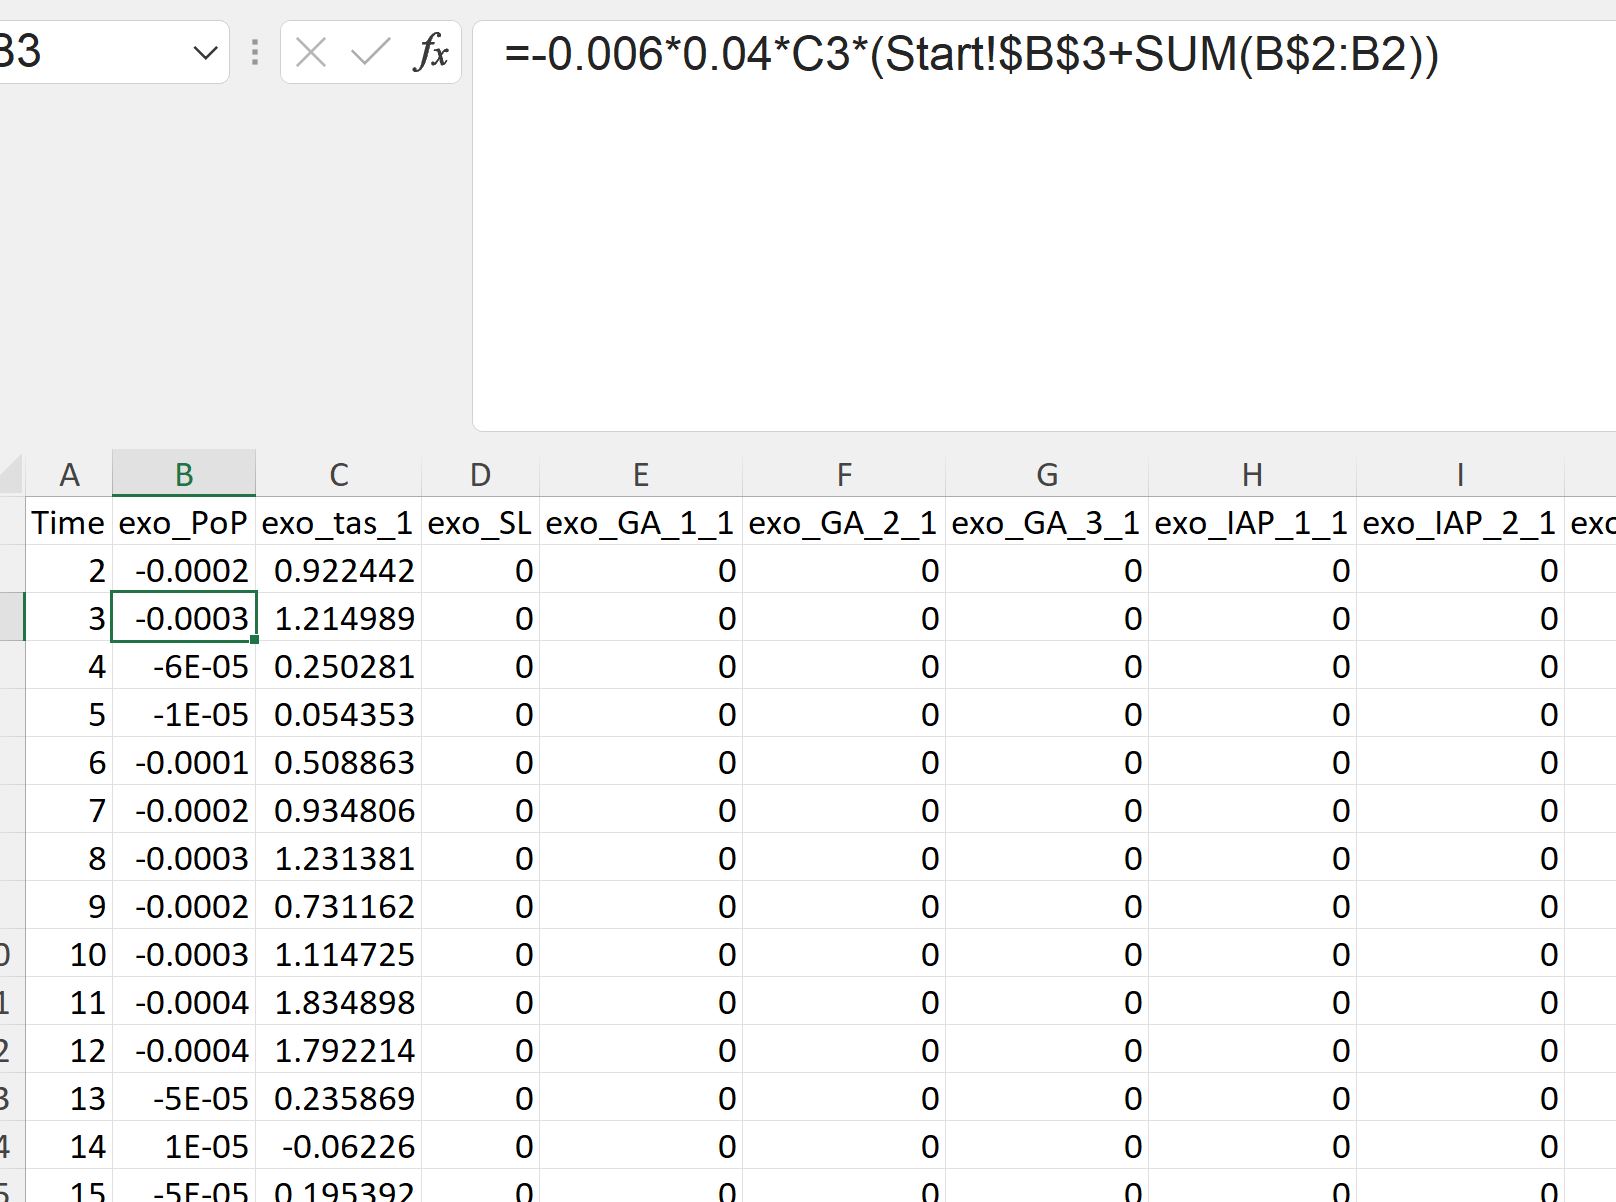 B3 fx =-0.006*0.04*C3*(Start!$B$3+SUM(B$2:B2))
A B C D E F G H I
Time exo_PoP exo_tas_1 exo_SL exo_GA_1_1 exo_GA_2_1 exo_GA_3_1 exo_IAP_1_1 exo_IAP_2_1 exo
2 -0.0002 0.922442 0 0 0 0 0 0
3 -0.0003 1.214989 0 0 0 0 0 0
4 -6E-05 0.250281 0 0 0 0 0 0
5 -1E-05 0.054353 0 0 0 0 0 0
6 -0.0001 0.508863 0 0 0 0 0 0
7 -0.0002 0.934806 0 0 0 0 0 0
8 -0.0003 1.231381 0 0 0 0 0 0
9 -0.0002 0.731162 0 0 0 0 0 0
0 10 -0.0003 1.114725 0 0 0 0 0 0
1 11 -0.0004 1.834898 0 0 0 0 0 0
2 12 -0.0004 1.792214 0 0 0 0 0 0
3 13 -5E-05 0.235869 0 0 0 0 0 0
4 14 1E-05 -0.06226 0 0 0 0 0 0
5 15 -5E-05 0.195392 0 0 0 0 0 0